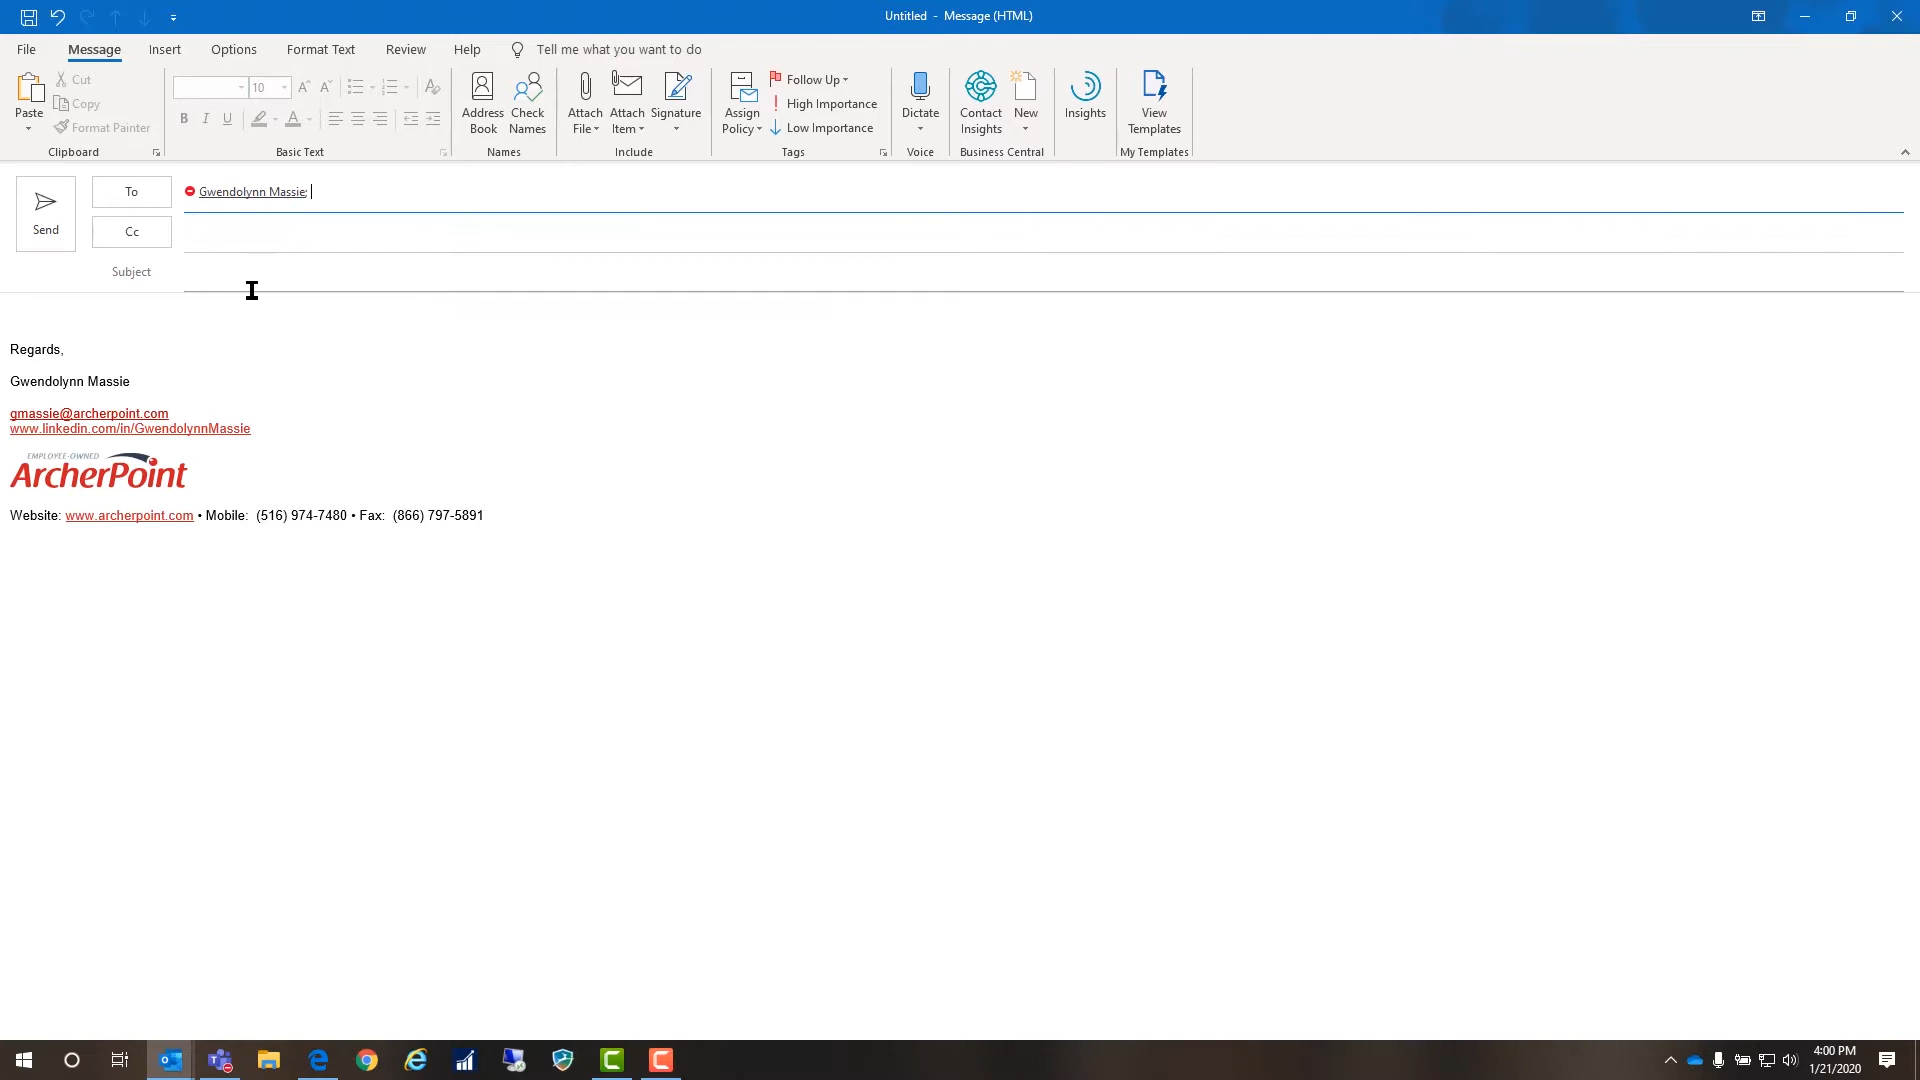 Untitled - Message (HTML)
File Message Insert Options Format Text Review Help Tell me what you want to do
Paste
Cut
Copy
Format Painter
Clipboard
10
B I U A
Basic Text
Address Book
Check Names
Names
Attach File
Attach Item
Signature
Include
Assign Policy
Follow Up
High Importance
Low Importance
Tags
Dictate
Voice
Contact Insights
New
Business Central
Insights
View Templates
My Templates
Send
To
Gwendolynn Massie;
Cc
Subject
Regards,
Gwendolynn Massie
gmassie@archerpoint.com
www.linkedin.com/in/GwendolynnMassie
EMPLOYEE-OWNED
ArcherPoint
Website: www.archerpoint.com • Mobile: (516) 974-7480 • Fax: (866) 797-5891
4:00 PM
1/21/2020